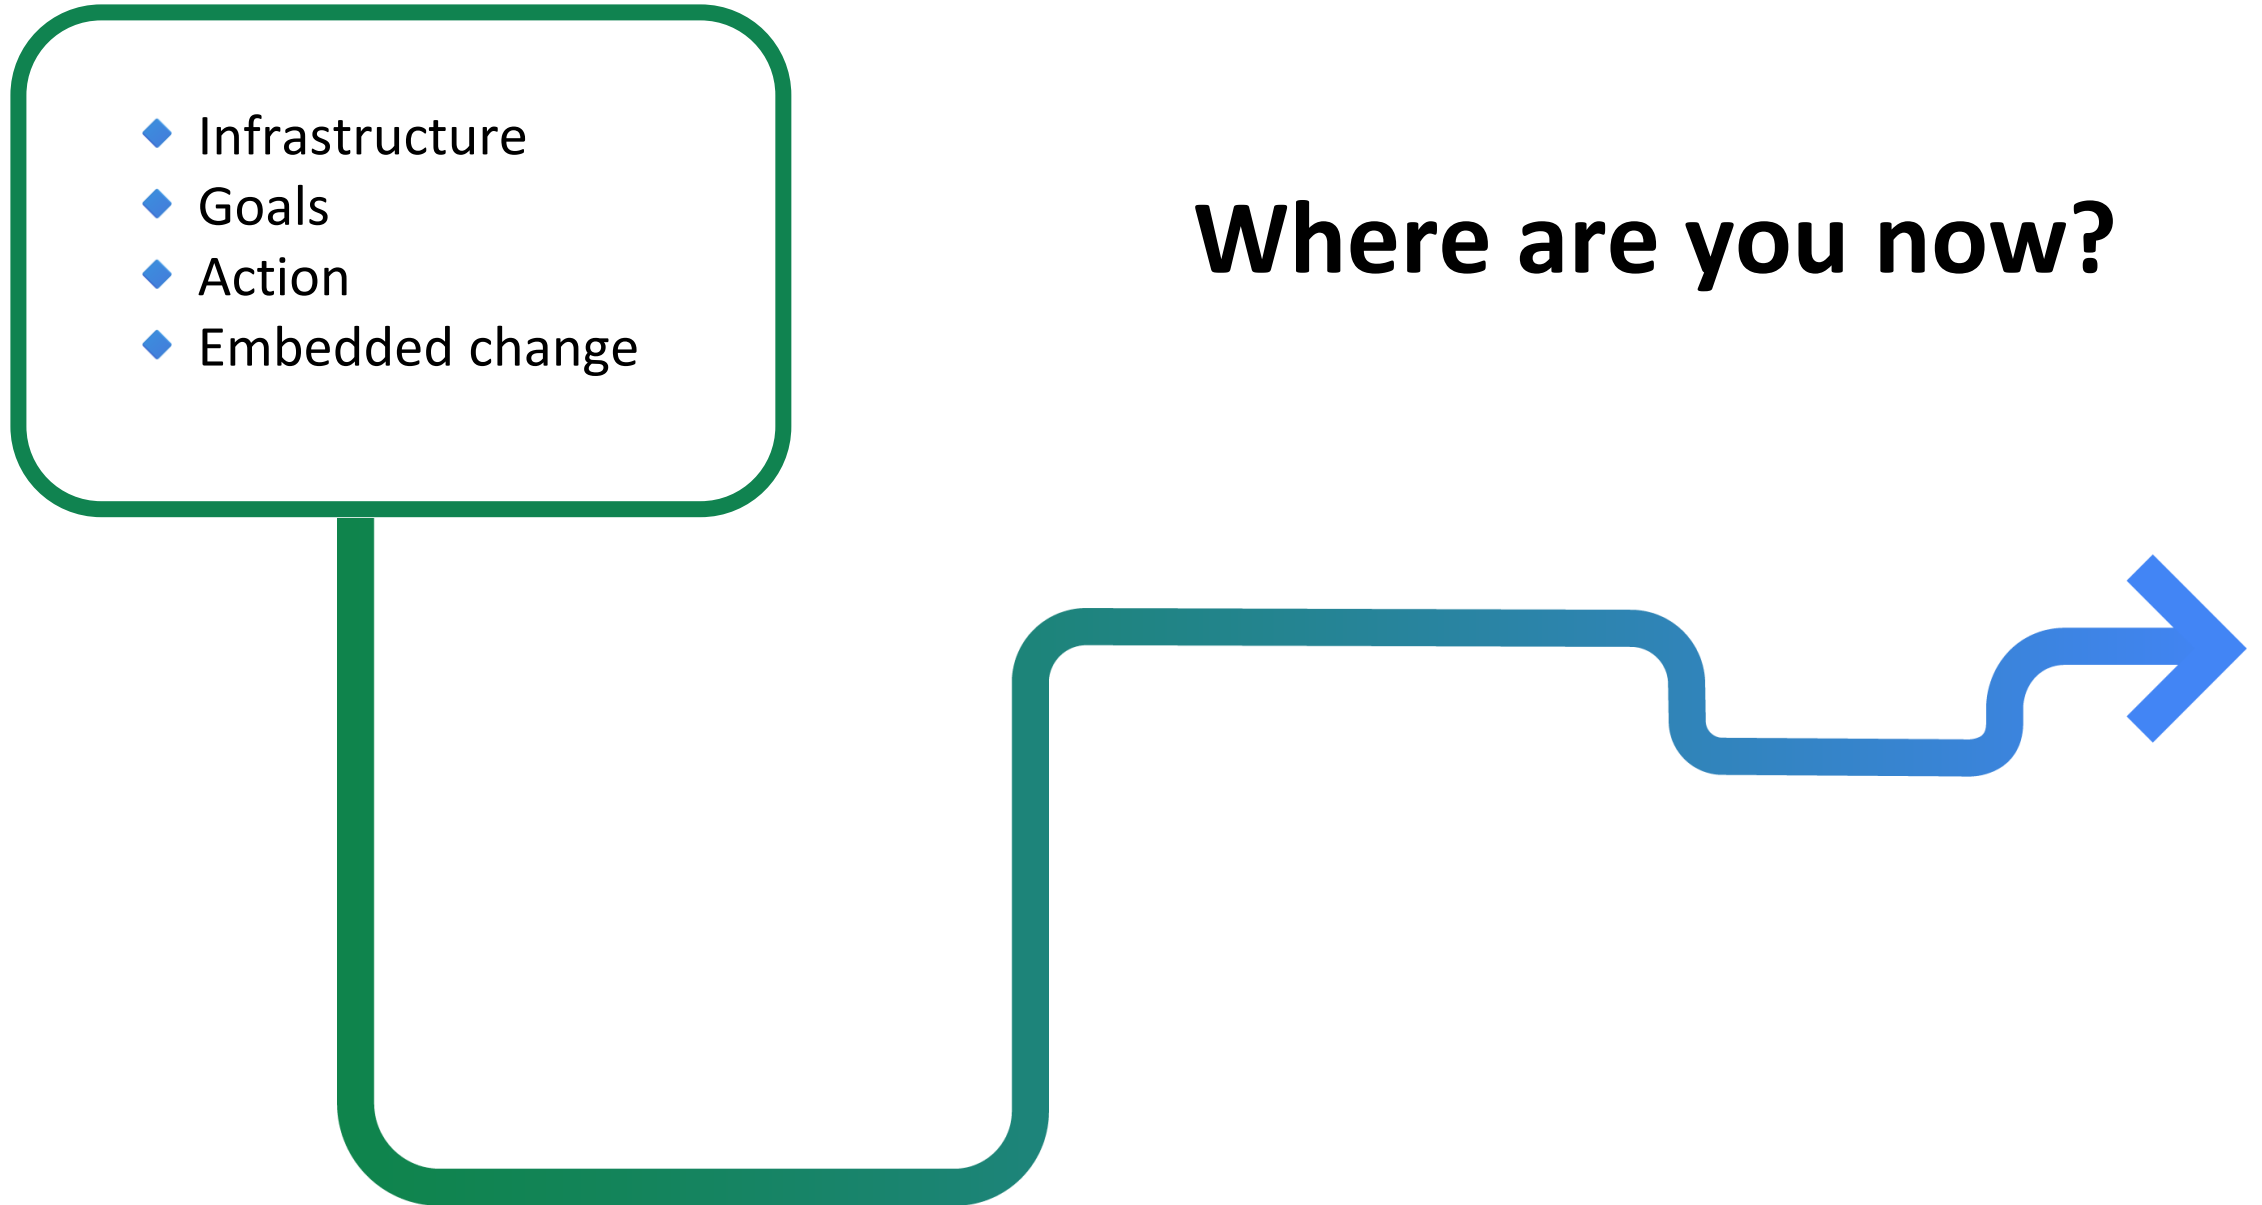 Infrastructure
Goals
Action
Embedded change
Where are you now?